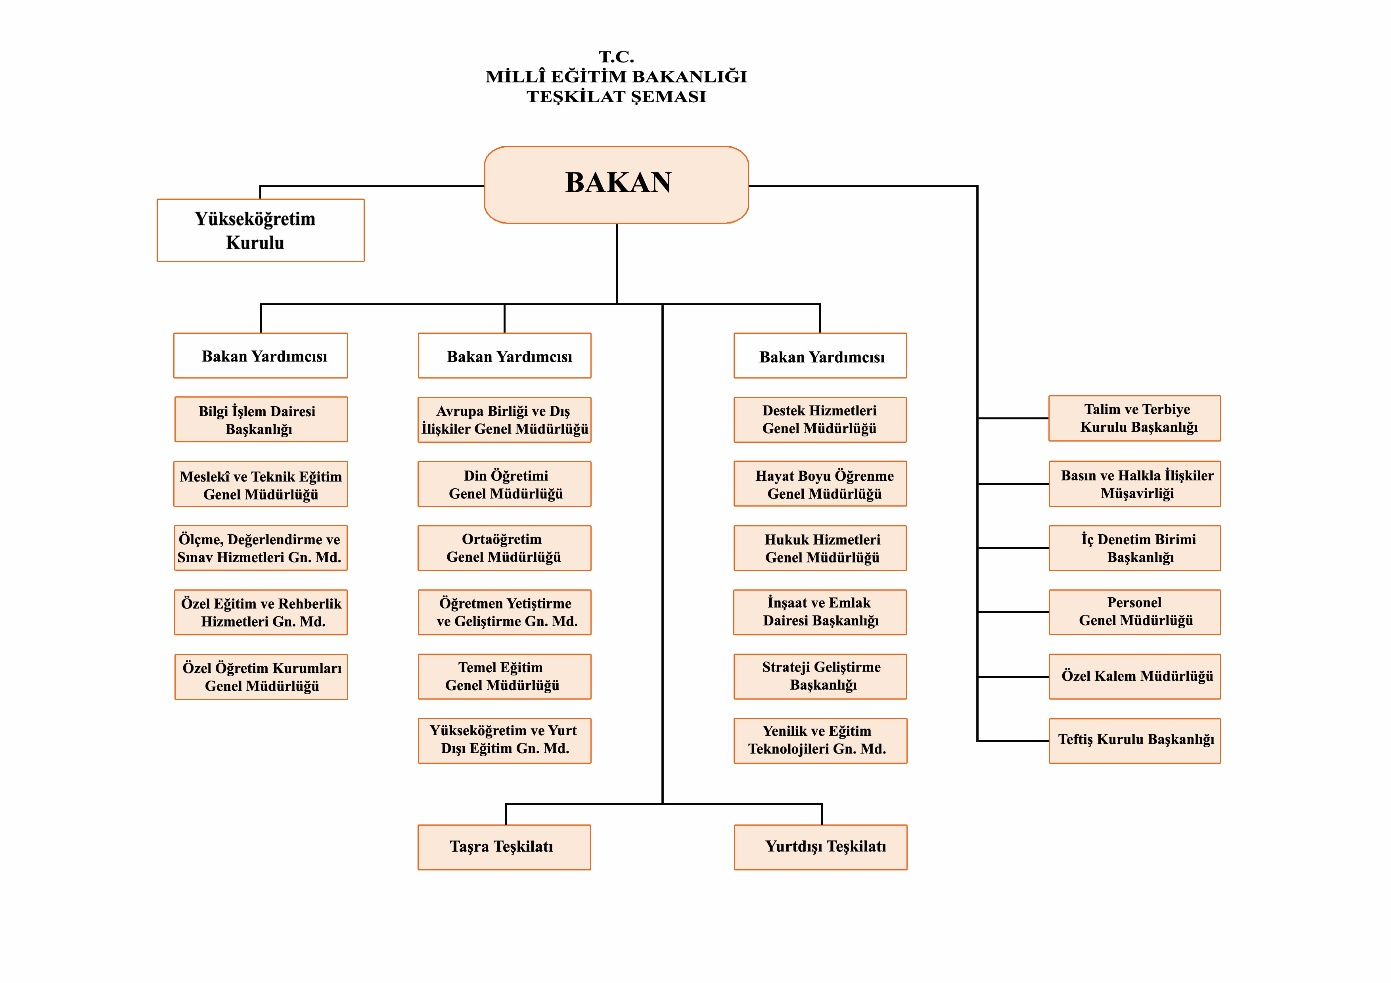 T.C.
MİLLÎ EĞİTİM BAKANLIĞI
TEŞKİLAT ŞEMASI
BAKAN
Yükseköğretim
Kurulu
Bakan Yardımcısı
Bilgi İşlem Dairesi
Başkanlığı
Meslekî ve Teknik Eğitim
Genel Müdürlüğü
Ölçme, Değerlendirme ve
Sınav Hizmetleri Gn. Md.
Özel Eğitim ve Rehberlik
Hizmetleri Gn. Md.
Özel Öğretim Kurumları
Genel Müdürlüğü
Bakan Yardımcısı
Avrupa Birliği ve Dış
İlişkiler Genel Müdürlüğü
Din Öğretimi
Genel Müdürlüğü
Ortaöğretim
Genel Müdürlüğü
Öğretmen Yetiştirme
ve Geliştirme Gn. Md.
Temel Eğitim
Genel Müdürlüğü
Yükseköğretim ve Yurt
Dışı Eğitim Gn. Md.
Bakan Yardımcısı
Destek Hizmetleri
Genel Müdürlüğü
Hayat Boyu Öğrenme
Genel Müdürlüğü
Hukuk Hizmetleri
Genel Müdürlüğü
İnşaat ve Emlak
Dairesi Başkanlığı
Strateji Geliştirme
Başkanlığı
Yenilik ve Eğitim
Teknolojileri Gn. Md.
Talim ve Terbiye
Kurulu Başkanlığı
Basın ve Halkla İlişkiler
Müşavirliği
İç Denetim Birimi
Başkanlığı
Personel
Genel Müdürlüğü
Özel Kalem Müdürlüğü
Teftiş Kurulu Başkanlığı
Taşra Teşkilatı
Yurtdışı Teşkilatı